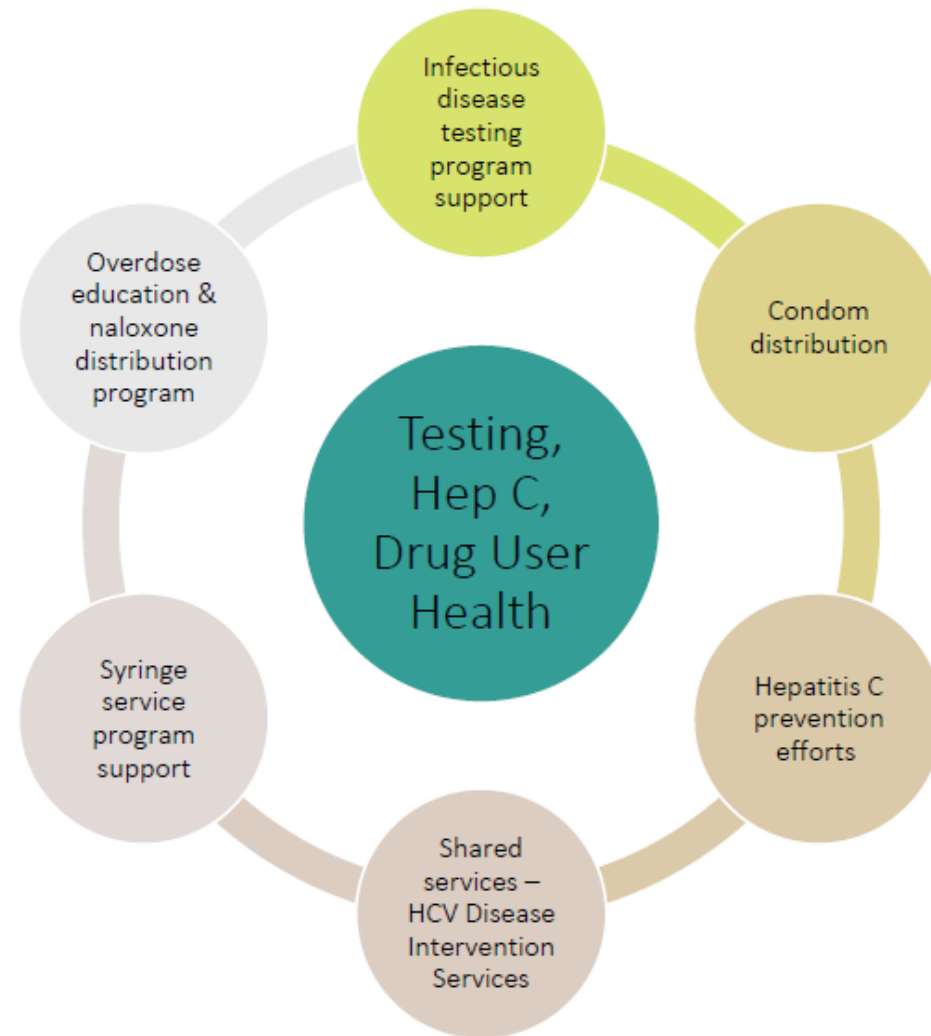 Infectious
disease
testing
program
support
Condom
distribution
Hepatitis C
prevention
efforts
Shared
services –
HCV Disease
Intervention
Services
Syringe
service
program
support
Overdose
education &
naloxone
distribution
program
Testing,
Hep C,
Drug User
Health